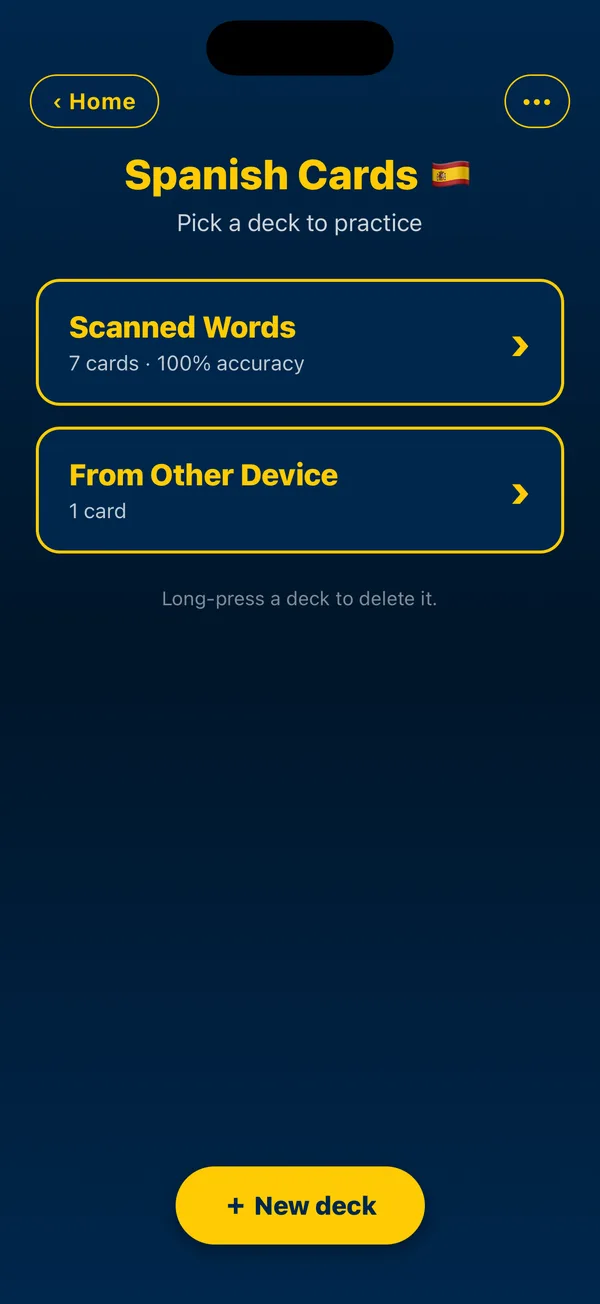 ‹ Home
•••
Spanish Cards 🇪🇸
Pick a deck to practice
Scanned Words
7 cards · 100% accuracy
›
From Other Device
1 card
›
Long-press a deck to delete it.
+ New deck